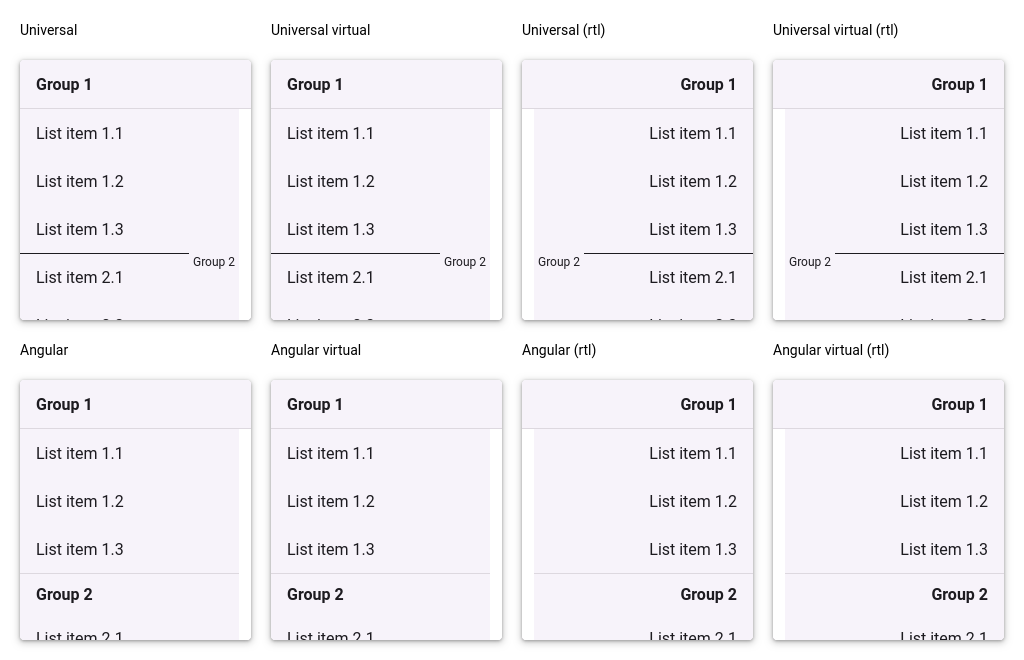 Universal
Group 1
List item 1.1
List item 1.2
List item 1.3
Group 2
List item 2.1
Universal virtual
Group 1
List item 1.1
List item 1.2
List item 1.3
Group 2
List item 2.1
Universal (rtl)
Group 1
List item 1.1
List item 1.2
List item 1.3
Group 2
List item 2.1
Universal virtual (rtl)
Group 1
List item 1.1
List item 1.2
List item 1.3
Group 2
List item 2.1
Angular
Group 1
List item 1.1
List item 1.2
List item 1.3
Group 2
List item 2.1
Angular virtual
Group 1
List item 1.1
List item 1.2
List item 1.3
Group 2
List item 2.1
Angular (rtl)
Group 1
List item 1.1
List item 1.2
List item 1.3
Group 2
List item 2.1
Angular virtual (rtl)
Group 1
List item 1.1
List item 1.2
List item 1.3
Group 2
List item 2.1